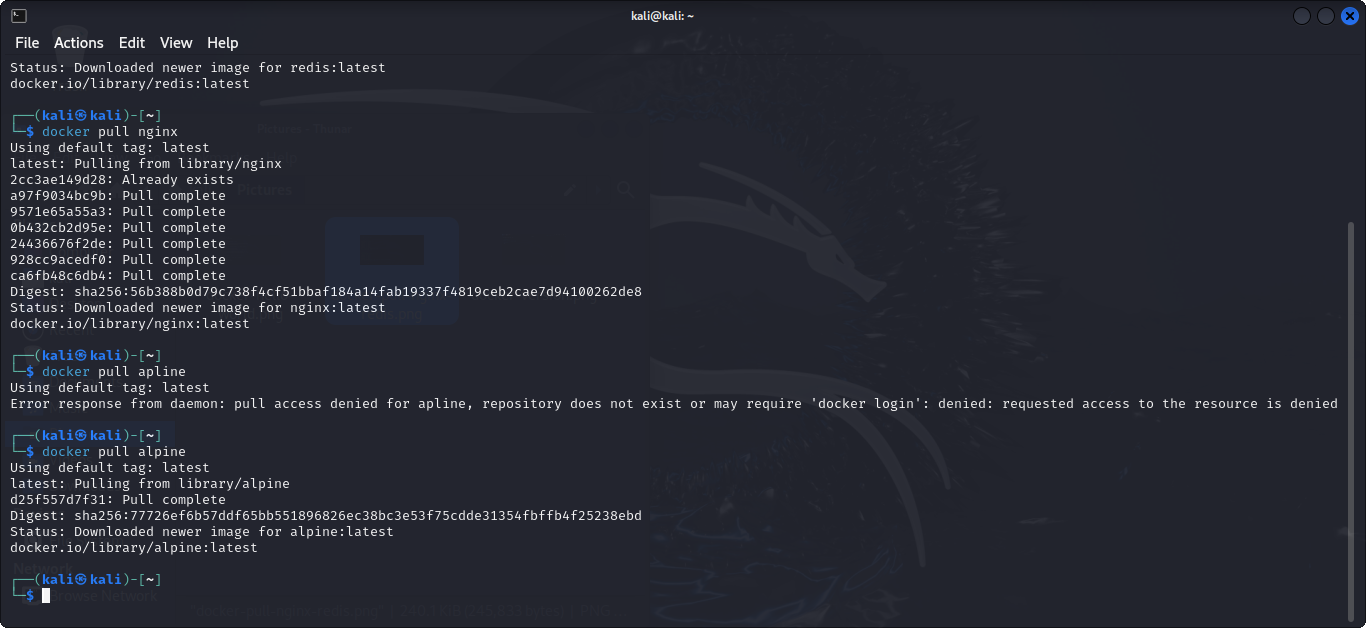 kali@kali: ~
File Actions Edit View Help
Status: Downloaded newer image for redis:latest
docker.io/library/redis:latest
┌──(kali㉿kali)-[~]
└─$ docker pull nginx
Using default tag: latest
latest: Pulling from library/nginx
2cc3ae149d28: Already exists
a97f9034bc9b: Pull complete
9571e65a55a3: Pull complete
0b432cb2d95e: Pull complete
24436676f2de: Pull complete
928cc9acedf0: Pull complete
ca6fb48c6db4: Pull complete
Digest: sha256:56b388b0d79c738f4cf51bbaf184a14fab19337f4819ceb2cae7d94100262de8
Status: Downloaded newer image for nginx:latest
docker.io/library/nginx:latest
┌──(kali㉿kali)-[~]
└─$ docker pull apline
Using default tag: latest
Error response from daemon: pull access denied for apline, repository does not exist or may require 'docker login': denied: requested access to the resource is denied
┌──(kali㉿kali)-[~]
└─$ docker pull alpine
Using default tag: latest
latest: Pulling from library/alpine
d25f557d7f31: Pull complete
Digest: sha256:77726ef6b57ddf65bb551896826ec38bc3e53f75cdde31354fbffb4f25238ebd
Status: Downloaded newer image for alpine:latest
docker.io/library/alpine:latest
┌──(kali㉿kali)-[~]
└─$
Pictures
Network
Browse Network